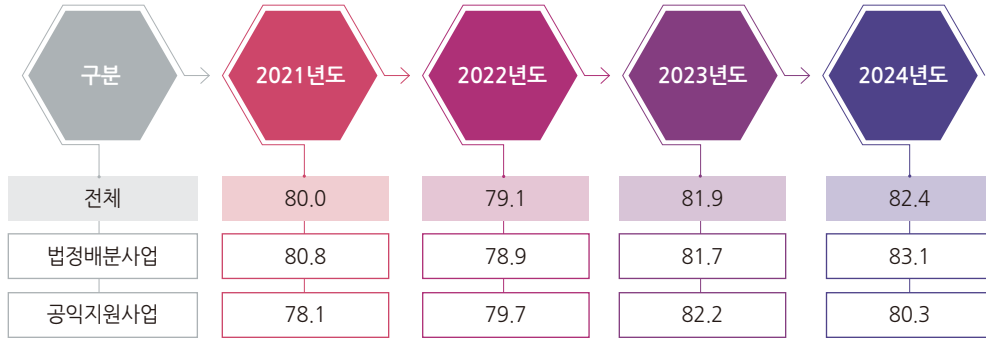 구분 2021년도 2022년도 2023년도 2024년도
전체 80.0 79.1 81.9 82.4
법정배분사업 80.8 78.9 81.7 83.1
공익지원사업 78.1 79.7 82.2 80.3